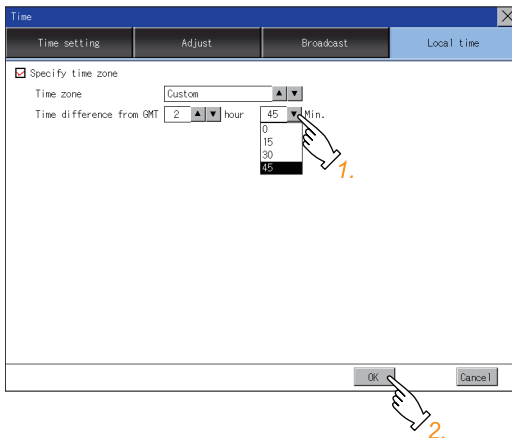 Time
Time setting Adjust Broadcast Local time
Specify time zone
Time zone Custom
Time difference from GMT 2 hour 45 Min.
0
15
30
45
1.
OK Cancel
2.